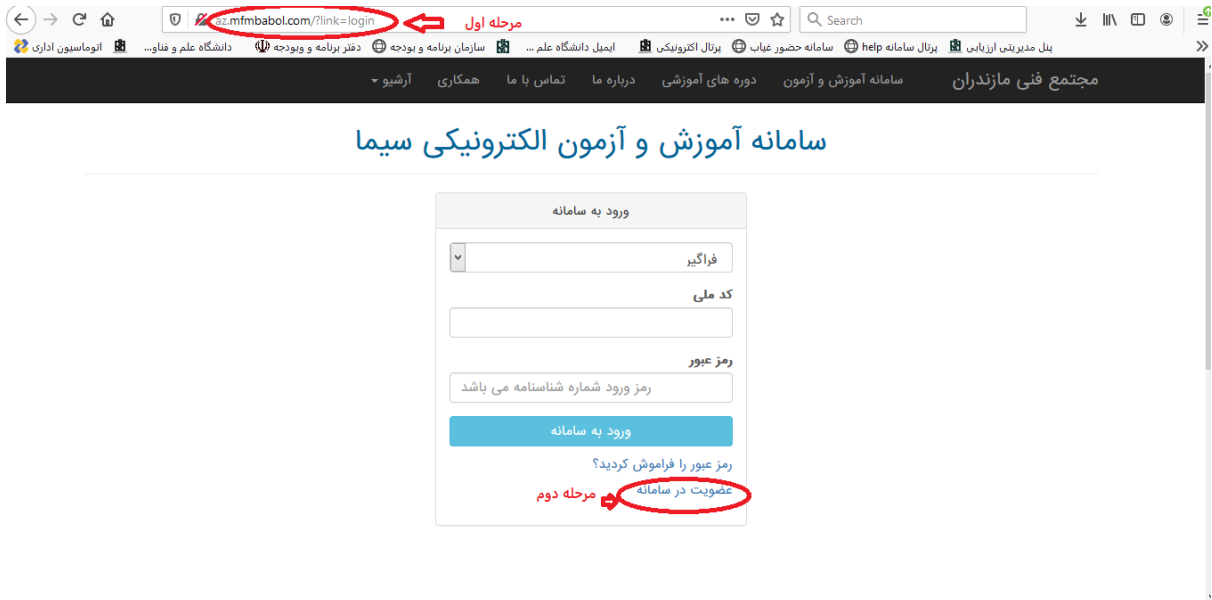 az.mfmbabol.com/?link=login
مرحله اول
Search
پنل مدیریتی ارزیابی
پرتال سامانه help
سامانه حضور غیاب
پرتال اکترونیکی
ایمیل دانشگاه علم ...
سازمان برنامه و بودجه
دفتر برنامه و وبودجه
دانشگاه علم و فناو...
اتوماسیون اداری
مجتمع فنی مازندران
سامانه آموزش و آزمون
دوره های آموزشی
درباره ما
تماس با ما
همکاری
آرشیو
سامانه آموزش و آزمون الکترونیکی سیما
ورود به سامانه
فراگیر
کد ملی
رمز عبور
رمز ورود شماره شناسنامه می باشد
ورود به سامانه
رمز عبور را فراموش کردید؟
عضویت در سامانه
مرحله دوم